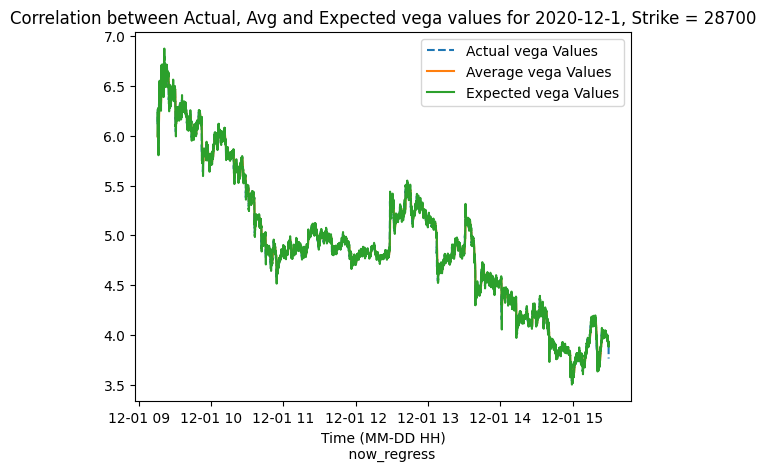 Correlation between Actual, Avg and Expected vega values for 2020-12-1, Strike = 28700
7.0
6.5
6.0
5.5
5.0
4.5
4.0
3.5
Actual vega Values
Average vega Values
Expected vega Values
12-01 09 12-01 10 12-01 11 12-01 12 12-01 13 12-01 14 12-01 15
Time (MM-DD HH)
now_regress